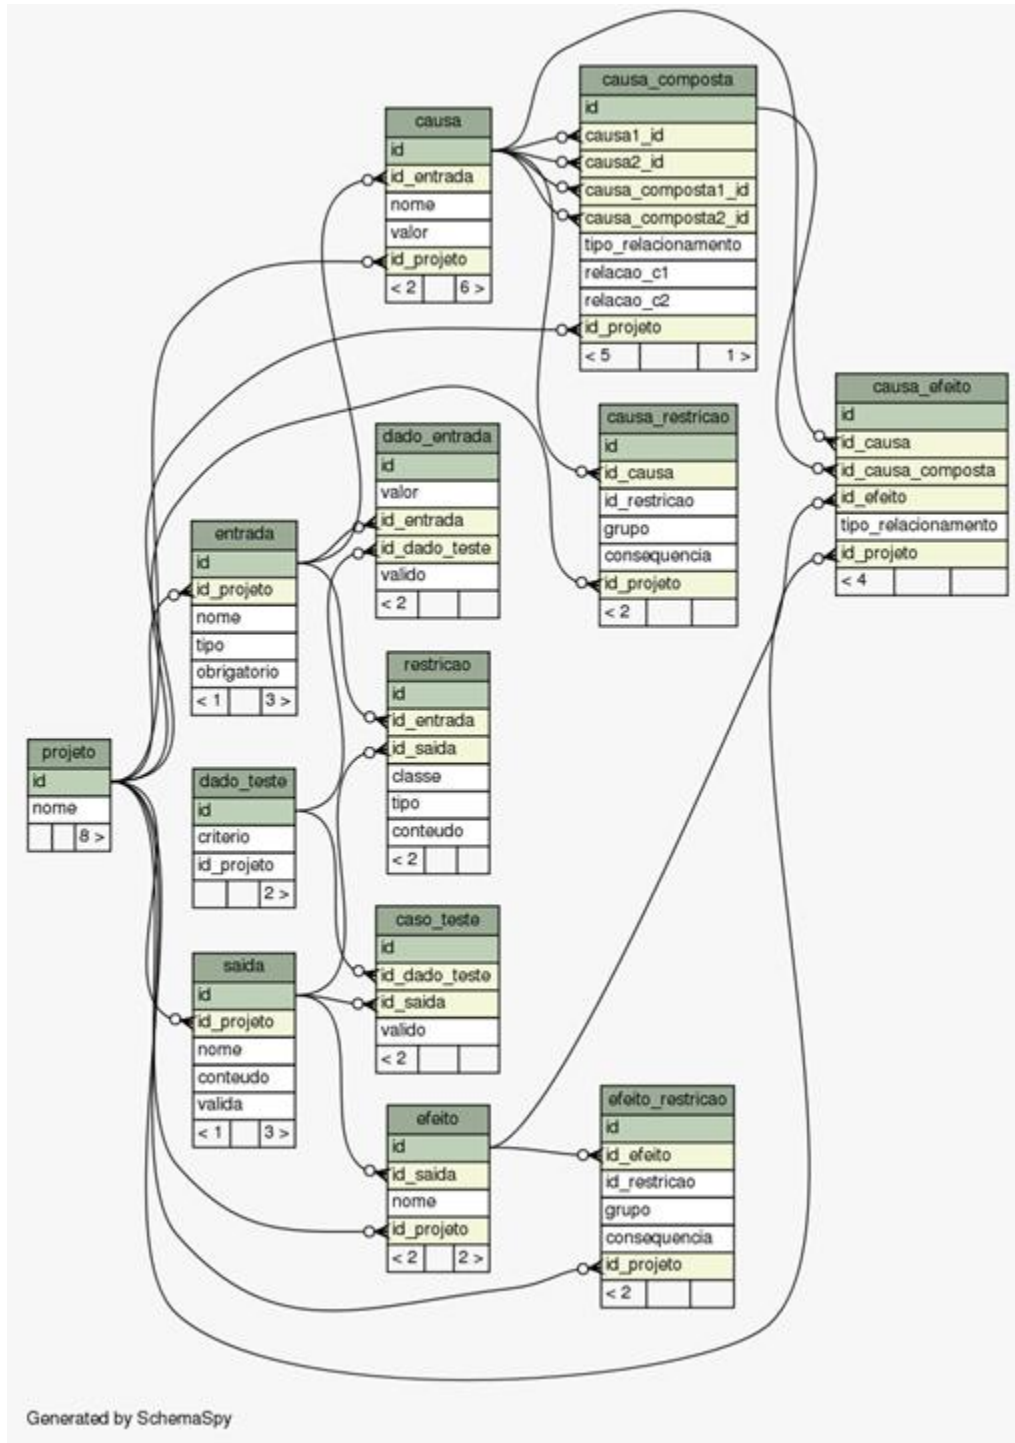 causa_composta
id
causa1_id
causa2_id
causa_composta1_id
causa_composta2_id
tipo_relacionamento
relacao_c1
relacao_c2
id_projeto
< 5 1 >
causa
id
id_entrada
nome
valor
id_projeto
< 2 6 >
causa_efeito
id
id_causa
id_causa_composta
id_efeito
tipo_relacionamento
id_projeto
< 4
causa_restricao
id
id_causa
id_restricao
grupo
consequencia
id_projeto
< 2
dado_entrada
id
valor
id_entrada
id_dado_teste
valido
< 2
entrada
id
id_projeto
nome
tipo
obrigatorio
< 1 3 >
restricao
id
id_entrada
id_saida
classe
tipo
conteudo
< 2
projeto
id
nome
8 >
dado_teste
id
criterio
id_projeto
2 >
caso_teste
id
id_dado_teste
id_saida
valido
< 2
saida
id
id_projeto
nome
conteudo
valida
< 1 3 >
efeito
id
id_saida
nome
id_projeto
< 2 2 >
efeito_restricao
id
id_efeito
id_restricao
grupo
consequencia
id_projeto
< 2
Generated by SchemaSpy